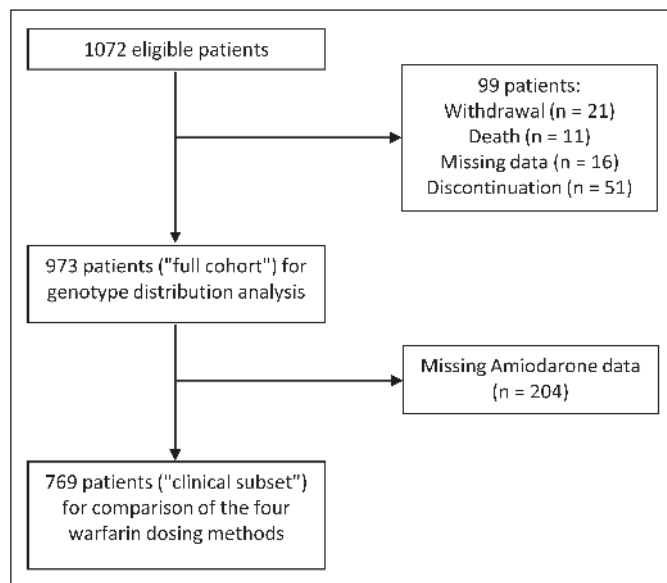 1072 eligible patients
99 patients:
Withdrawal (n = 21)
Death (n = 11)
Missing data (n = 16)
Discontinuation (n = 51)
973 patients ("full cohort") for
genotype distribution analysis
Missing Amiodarone data
(n = 204)
769 patients ("clinical subset")
for comparison of the four
warfarin dosing methods